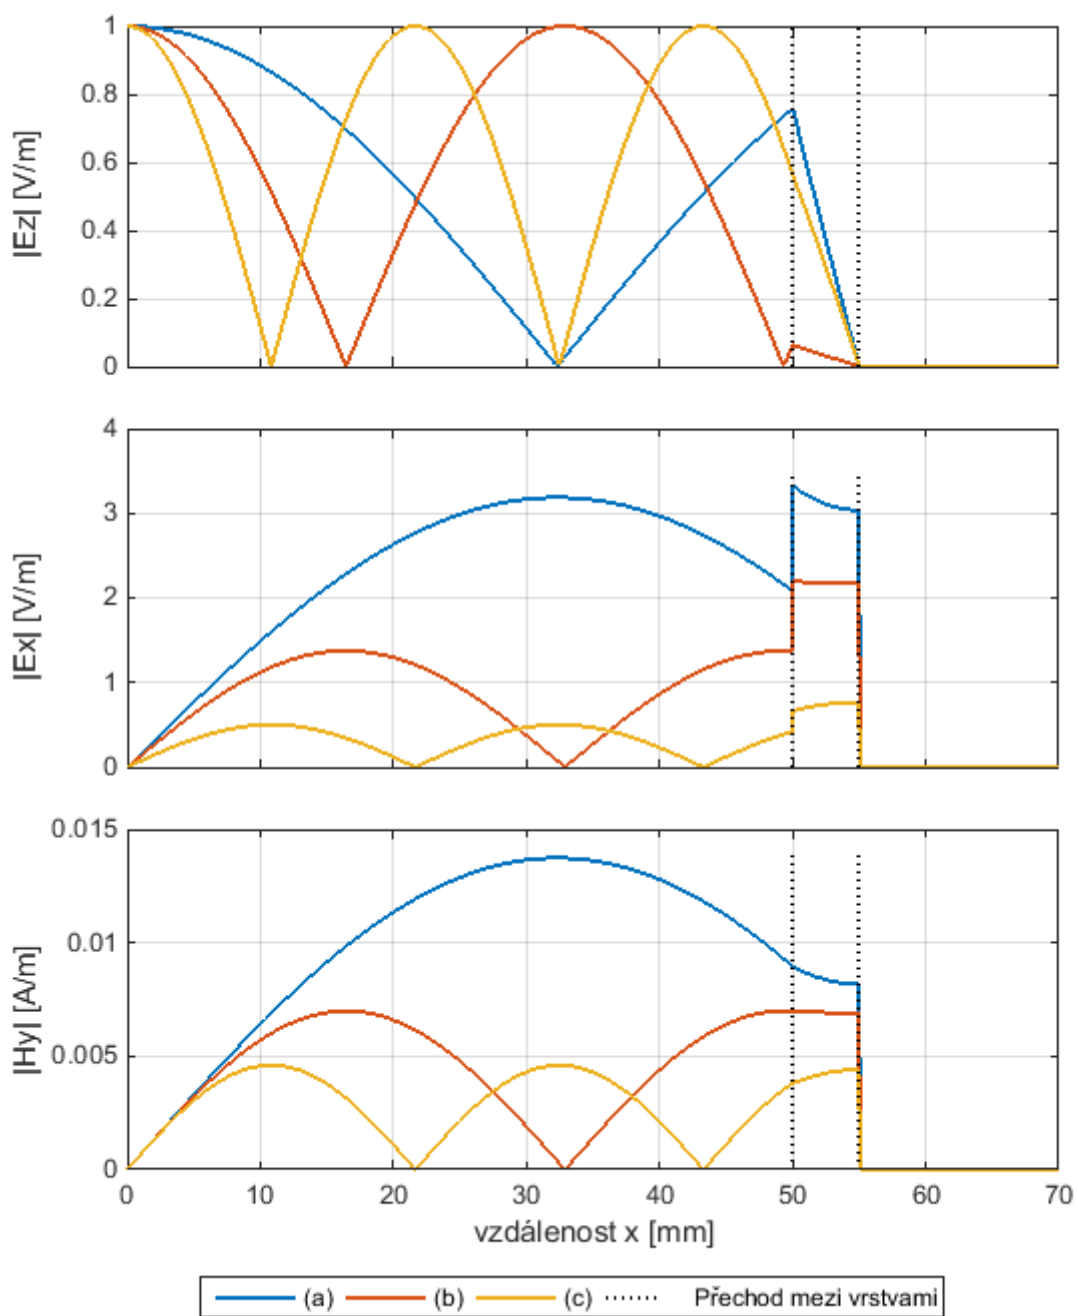 1
0.8
0.6
0.4
0.2
0
|Ez| [V/m]
4
3
2
1
0
|Ex| [V/m]
0.015
0.01
0.005
0
|Hy| [A/m]
0 10 20 30 40 50 60 70
vzdálenost x [mm]
(a) (b) (c) Přechod mezi vrstvami